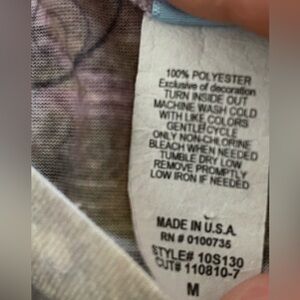 100% POLYESTER
Exclusive of decoration
TURN INSIDE OUT
MACHINE WASH COLD
WITH LIKE COLORS
GENTLE CYCLE
ONLY NON-CHLORINE
BLEACH WHEN NEEDED
TUMBLE DRY LOW
REMOVE PROMPTLY
LOW IRON IF NEEDED
MADE IN U.S.A.
RN # 0100735
STYLE# 10S130
CUT# 110810-7
M